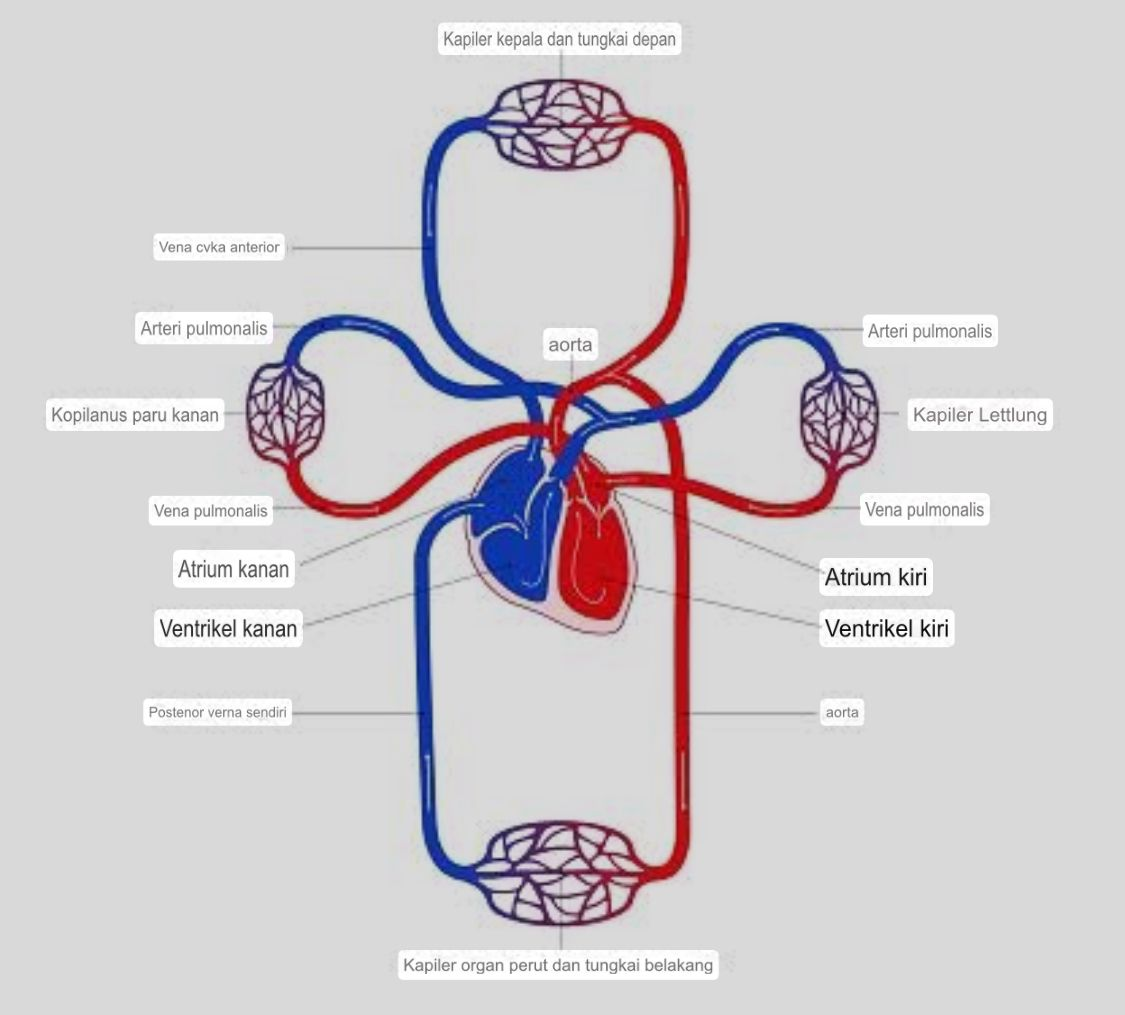 Kapiler kepala dan tungkai depan
Vena cvka anterior
Arteri pulmonalis
aorta
Arteri pulmonalis
Kopilanus paru kanan
Kapiler Lettlung
Vena pulmonalis
Vena pulmonalis
Atrium kanan
Atrium kiri
Ventrikel kanan
Ventrikel kiri
Postenor verna sendiri
aorta
Kapiler organ perut dan tungkai belakang